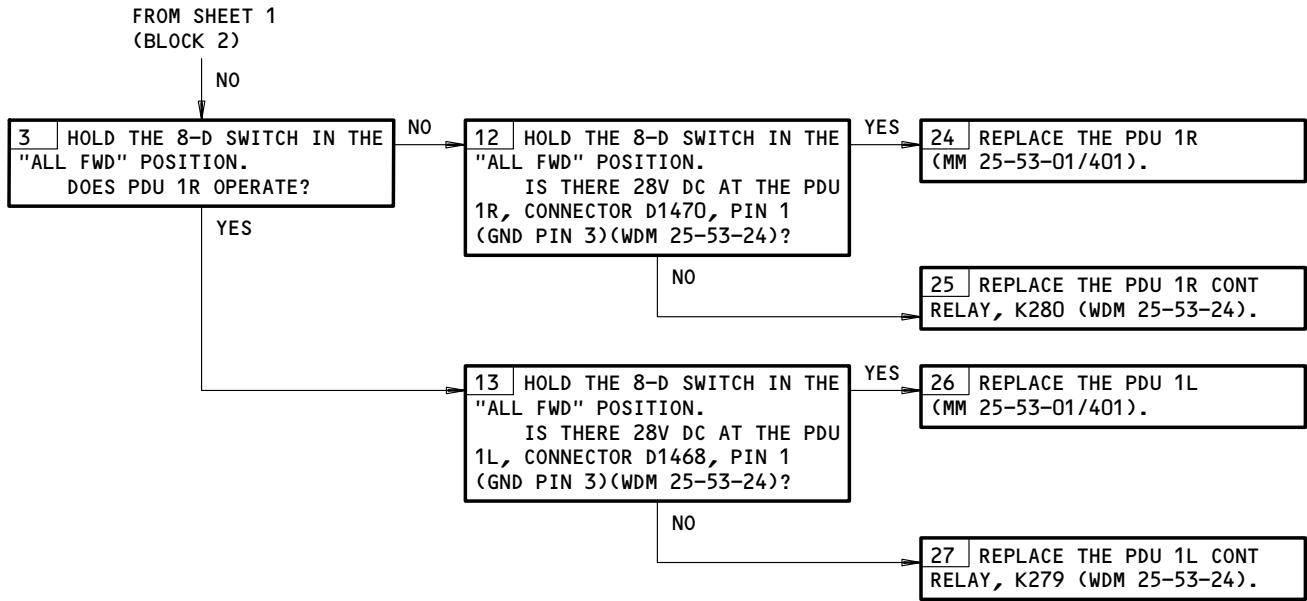 FROM SHEET 1
(BLOCK 2)
NO
3 HOLD THE 8-D SWITCH IN THE
"ALL FWD" POSITION.
DOES PDU 1R OPERATE?
NO
YES
12 HOLD THE 8-D SWITCH IN THE
"ALL FWD" POSITION.
IS THERE 28V DC AT THE PDU
1R, CONNECTOR D1470, PIN 1
(GND PIN 3)(WDM 25-53-24)?
YES
24 REPLACE THE PDU 1R
(MM 25-53-01/401).
NO
25 REPLACE THE PDU 1R CONT
RELAY, K280 (WDM 25-53-24).
13 HOLD THE 8-D SWITCH IN THE
"ALL FWD" POSITION.
IS THERE 28V DC AT THE PDU
1L, CONNECTOR D1468, PIN 1
(GND PIN 3)(WDM 25-53-24)?
YES
26 REPLACE THE PDU 1L
(MM 25-53-01/401).
NO
27 REPLACE THE PDU 1L CONT
RELAY, K279 (WDM 25-53-24).